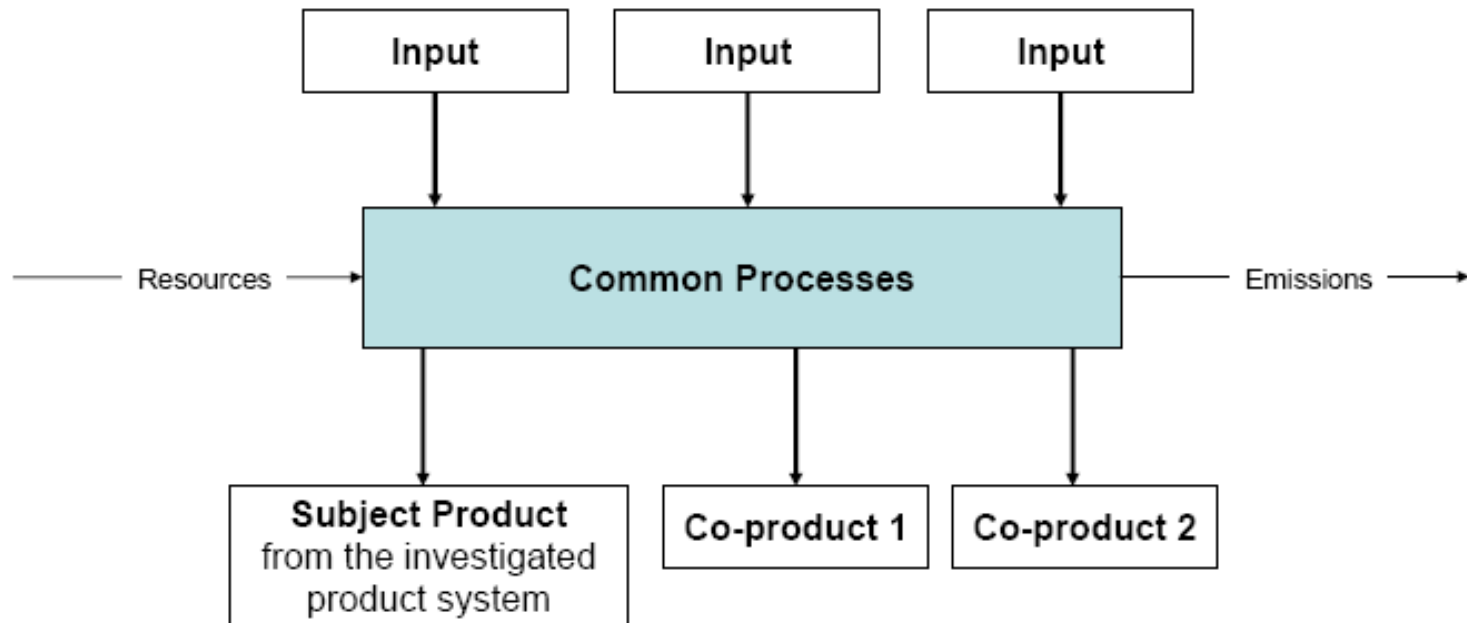 Input
Input
Input
Resources
Common Processes
Emissions
Subject Product
from the investigated
product system
Co-product 1
Co-product 2